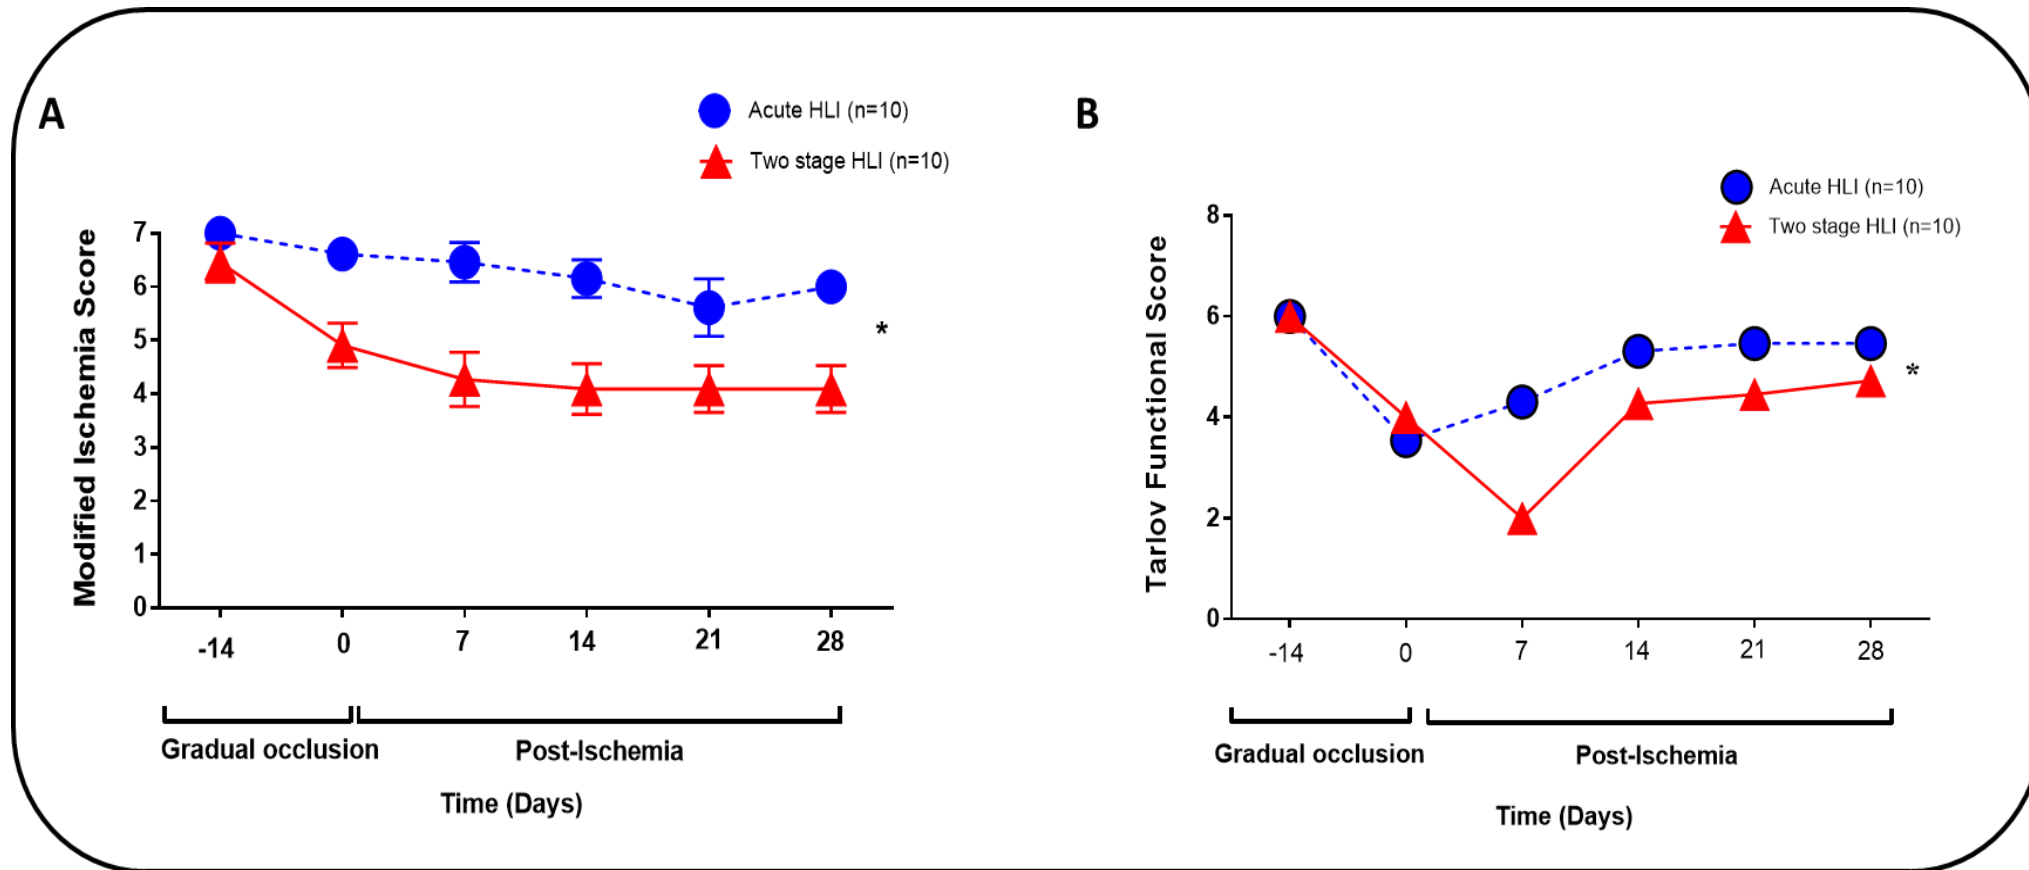 A
Acute HLI (n=10)
Two stage HLI (n=10)
Modified Ischemia Score
7
6
5
4
3
2
1
0
*
-14 0 7 14 21 28
Gradual occlusion Post-Ischemia
Time (Days)
B
Acute HLI (n=10)
Two stage HLI (n=10)
Tarlov Functional Score
8
6
4
2
0
*
-14 0 7 14 21 28
Gradual occlusion Post-Ischemia
Time (Days)